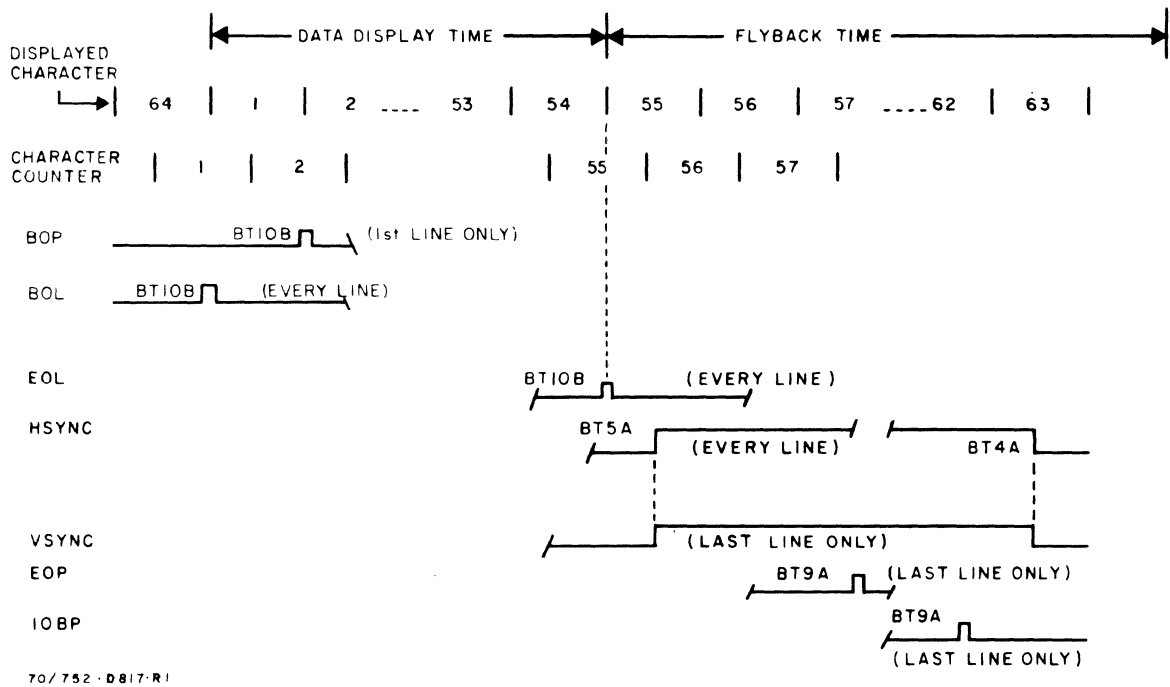 DATA DISPLAY TIME FLYBACK TIME
DISPLAYED
CHARACTER
64 1 2 .... 53 54 55 56 57 ..... 62 63
CHARACTER
COUNTER
1 2 55 56 57
BOP BT10B (1st LINE ONLY)
BOL BT10B (EVERY LINE)
EOL BT10B (EVERY LINE)
HSYNC BT5A (EVERY LINE) BT4A
VSYNC (LAST LINE ONLY)
EOP BT9A (LAST LINE ONLY)
IOBP BT9A
(LAST LINE ONLY)
70/752·D817·R1